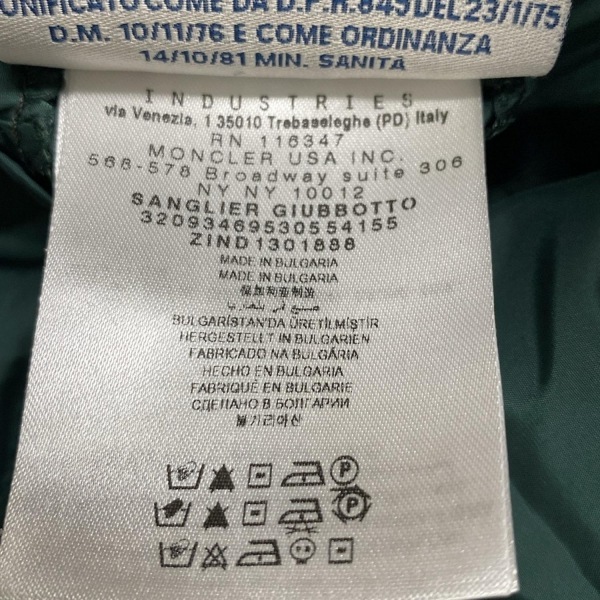 UNIFICATO COME DA D.P.R. 845 DEL 23/1/75
D.M. 10/11/76 E COME ORDINANZA
14/10/81 MIN. SANITÀ
INDUSTRIES
via Venezia, 1 35010 Trebaseleghe (PD) Italy
RN 116347
MONCLER USA INC.
568-578 Broadway suite 306
NY NY 10012
SANGLIER GIUBBOTTO
32093469530554155
ZIND1301888
MADE IN BULGARIA
MADE IN BULGARIA
保加利亚制造
صنع في بلغاريا
BULGARİSTAN'DA ÜRETİLMİŞTİR
HERGESTELLT IN BULGARIEN
FABRICADO NA BULGÁRIA
HECHO EN BULGARIA
FABRIQUÉ EN BULGARIE
СДЕЛАНО В БОЛГАРИИ
불가리아산
P
P